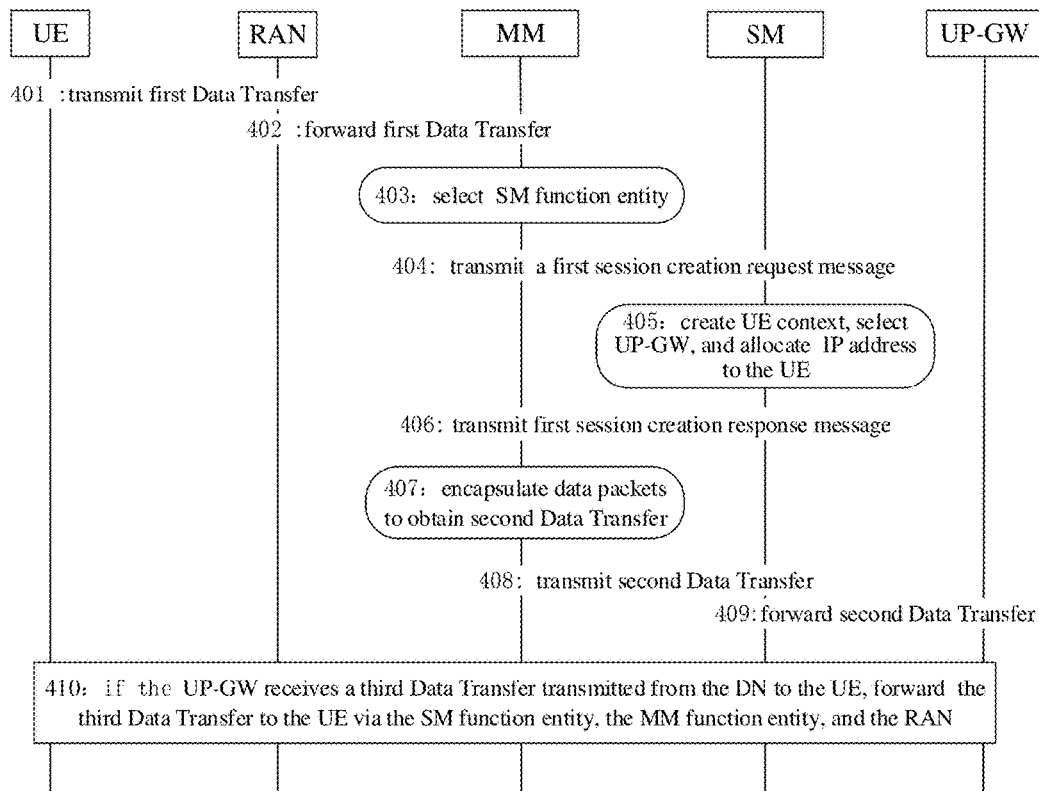 UE RAN MM SM UP-GW
401 :transmit first Data Transfer
402 :forward first Data Transfer
403: select SM function entity
404: transmit a first session creation request message
405: create UE context, select
UP-GW, and allocate IP address
to the UE
406: transmit first session creation response message
407: encapsulate data packets
to obtain second Data Transfer
408: transmit second Data Transfer
409:forward second Data Transfer
410: if the UP-GW receives a third Data Transfer transmitted from the DN to the UE, forward the
third Data Transfer to the UE via the SM function entity, the MM function entity, and the RAN